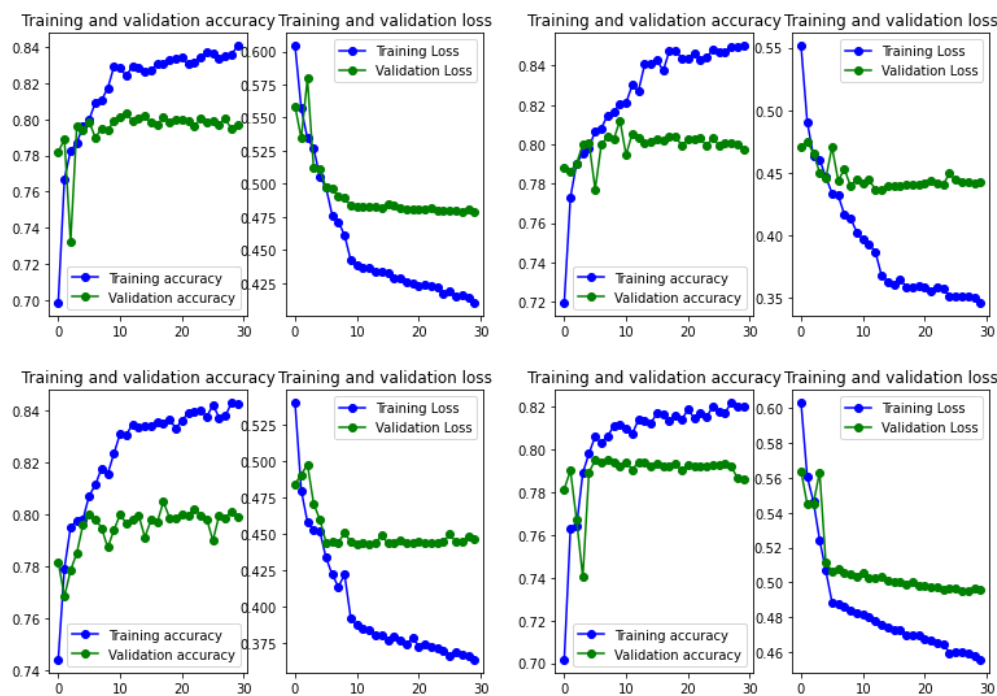 Training and validation accuracy
0.84
0.82
0.80
0.78
0.76
0.74
0.72
0.70
Training accuracy
Validation accuracy
0 10 20 30
Training and validation loss
0.600
0.575
0.550
0.525
0.500
0.475
0.450
0.425
Training Loss
Validation Loss
0 10 20 30
Training and validation accuracy
0.84
0.82
0.80
0.78
0.76
0.74
0.72
Training accuracy
Validation accuracy
0 10 20 30
Training and validation loss
0.55
0.50
0.45
0.40
0.35
Training Loss
Validation Loss
0 10 20 30
Training and validation accuracy
0.84
0.82
0.80
0.78
0.76
0.74
Training accuracy
Validation accuracy
0 10 20 30
Training and validation loss
0.525
0.500
0.475
0.450
0.425
0.400
0.375
Training Loss
Validation Loss
0 10 20 30
Training and validation accuracy
0.82
0.80
0.78
0.76
0.74
0.72
0.70
Training accuracy
Validation accuracy
0 10 20 30
Training and validation loss
0.60
0.58
0.56
0.54
0.52
0.50
0.48
0.46
Training Loss
Validation Loss
0 10 20 30